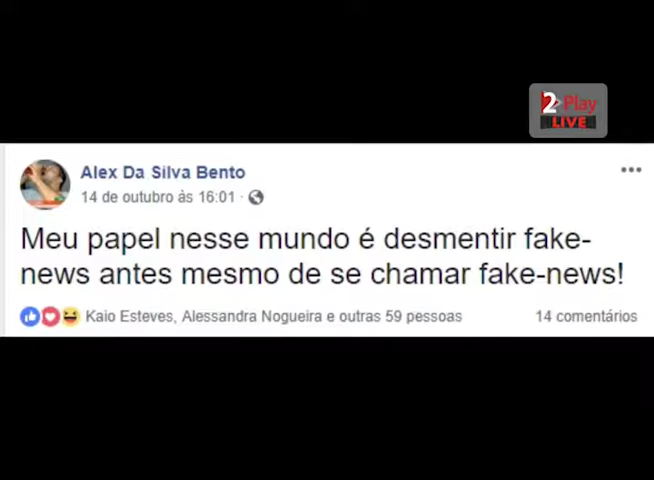 2 Play
LIVE
Alex Da Silva Bento
14 de outubro às 16:01 ·
Meu papel nesse mundo é desmentir fake-
news antes mesmo de se chamar fake-news!
Kaio Esteves, Alessandra Nogueira e outras 59 pessoas 14 comentários